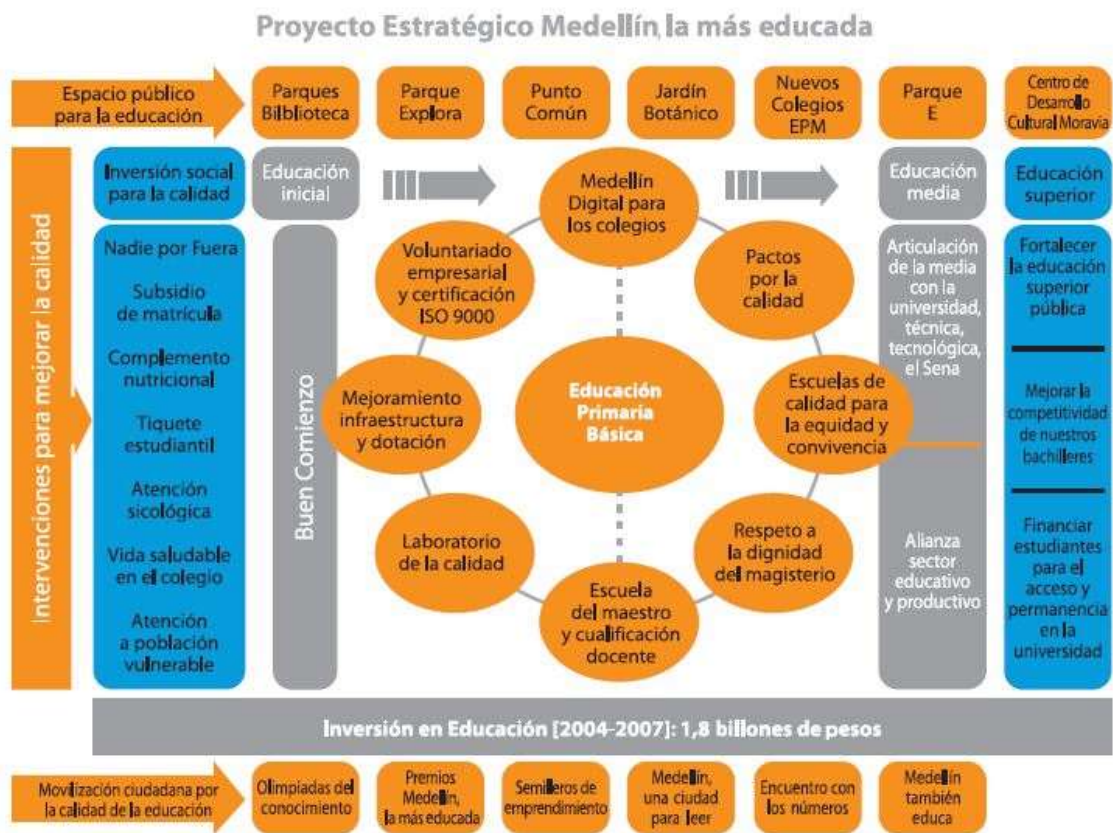 Proyecto Estratégico Medellín, la más educada
Espacio público
para la educación
Parques
Biblioteca
Parque
Explora
Punto
Común
Jardín
Botánico
Nuevos
Colegios
EPM
Parque
E
Centro de
Desarrollo
Cultural Moravia
Intervenciones para mejorar la calidad
Inversión social
para la calidad
Nadie por Fuera
Subsidio
de matrícula
Complemento
nutricional
Tiquete
estudiantil
Atención
sicológica
Vida saludable
en el colegio
Atención
a población
vulnerable
Educación
inicial
Buen Comienzo
Medellín
Digital para
los colegios
Pactos
por la
calidad
Escuelas de
calidad para
la equidad y
convivencia
Respeto a
la dignidad
del magisterio
Escuela
del maestro
y cualificación
docente
Laboratorio
de la calidad
Mejoramiento
infraestructura
y dotación
Voluntariado
empresarial
y certificación
ISO 9000
Educación
Primaria
Básica
Educación
media
Articulación
de la media
con la
universidad,
técnica,
tecnológica,
el Sena
Alianza
sector
educativo
y productivo
Educación
superior
Fortalecer
la educación
superior
pública
Mejorar la
competitividad
de nuestros
bachilleres
Financiar
estudiantes
para el
acceso y
permanencia
en la
universidad
Inversión en Educación [2004-2007]: 1,8 billones de pesos
Movilización ciudadana por
la calidad de la educación
Olimpiadas del
conocimiento
Premios
Medellín,
la más educada
Semilleros de
emprendimiento
Medellín,
una ciudad
para leer
Encuentro con
los números
Medellín
también
educa